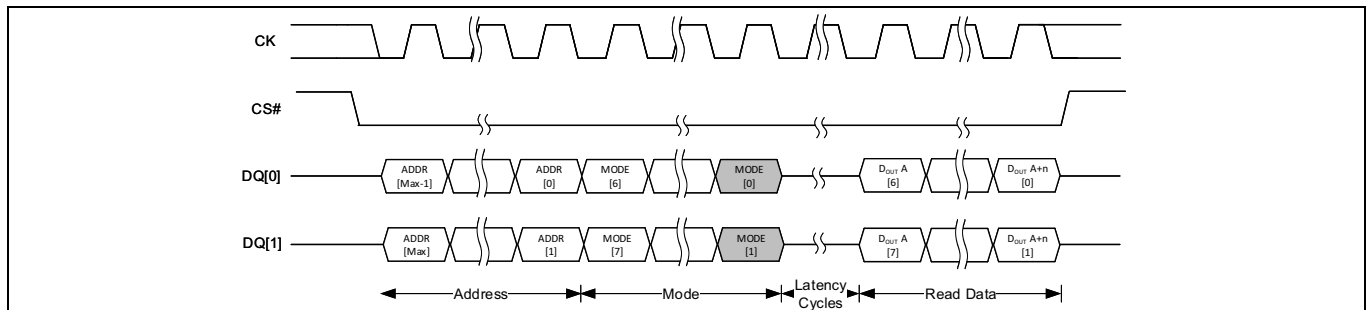 CK
CS#
DQ[0]
ADDR
[Max-1]
ADDR
[0]
MODE
[6]
MODE
[0]
DOUT A
[6]
DOUT A+n
[0]
DQ[1]
ADDR
[Max]
ADDR
[1]
MODE
[7]
MODE
[1]
DOUT A
[7]
DOUT A+n
[1]
Address
Mode
Latency
Cycles
Read Data